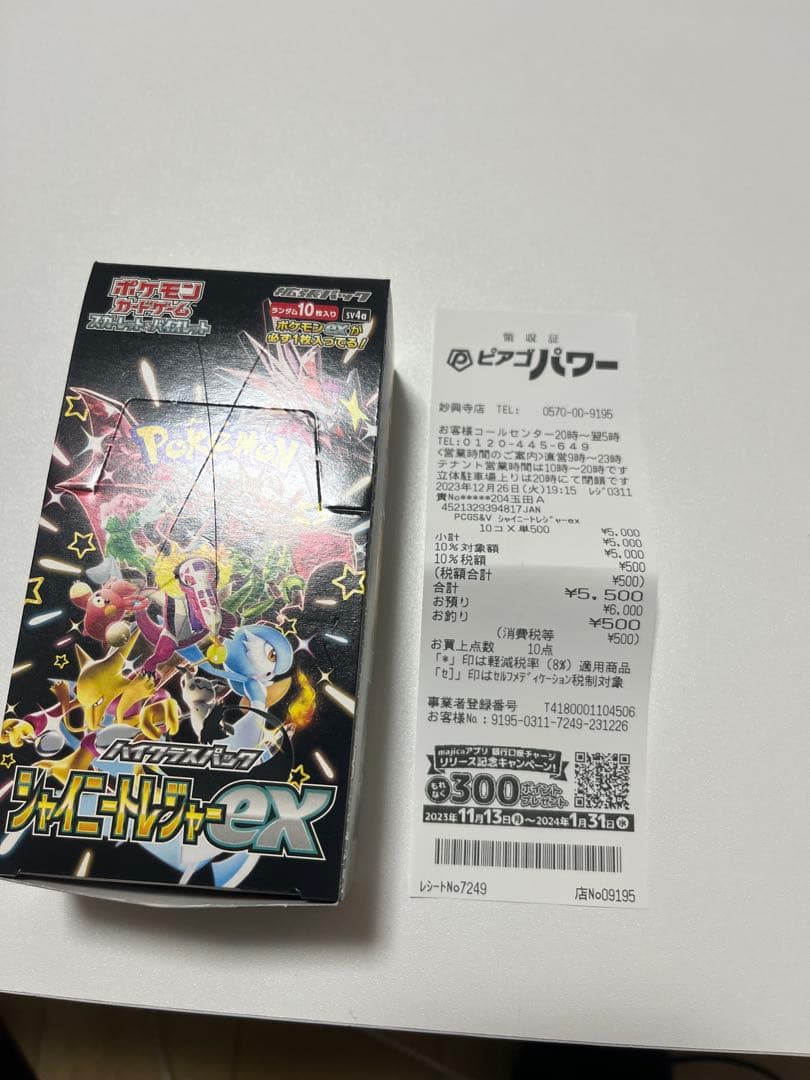 ポケモン
カードゲーム
スカーレット&バイオレット
拡張パック
ランダム10枚入り
sv4a
ポケモンexが
必ず1枚入ってる!
POKÉMON
ハイクラスパック
シャイニートレジャーex
領収証
ピアゴパワー
妙興寺店 TEL: 0570-00-9195
お客様コールセンター20時~翌5時
TEL:0120-445-649
<営業時間のご案内>直営9時~23時
テナント営業時間は10時~20時です
立体駐車場上りは20時にて閉鎖です
2023年12月26日(火)19:15 レジ0311
責No*****204玉田A
4521329394817JAN
PCGS&V シャイニートレジャーex
10コ×単500 ¥5,000
小計 ¥5,000
10%対象額 ¥5,000
10%税額 ¥500
(税額合計 ¥500)
合計 ¥5,500
お預り ¥6,000
お釣り ¥500
(消費税等 ¥500)
お買上点数 10点
「*」印は軽減税率(8%)適用商品
「セ]」印はセルフメディケーション税制対象
事業者登録番号 T4180001104506
お客様No:9195-0311-7249-231226
majicaアプリ 銀行口座チャージ
リリース記念キャンペーン!!
もれなく300ポイントプレゼント
2023年11月13日(月)~2024年1月31日(水)
レシートNo7249 店No09195